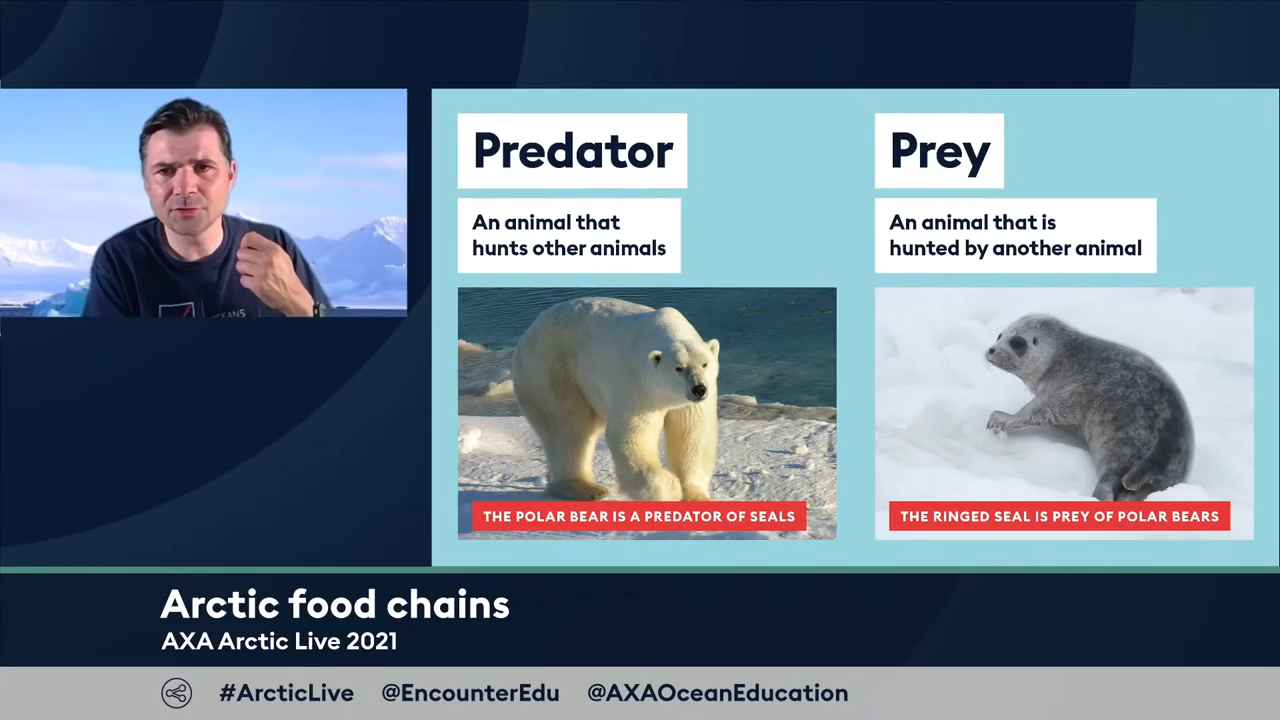 Predator
An animal that
hunts other animals
THE POLAR BEAR IS A PREDATOR OF SEALS
Prey
An animal that is
hunted by another animal
THE RINGED SEAL IS PREY OF POLAR BEARS
Arctic food chains
AXA Arctic Live 2021
#ArcticLive @EncounterEdu @AXAOceanEducation